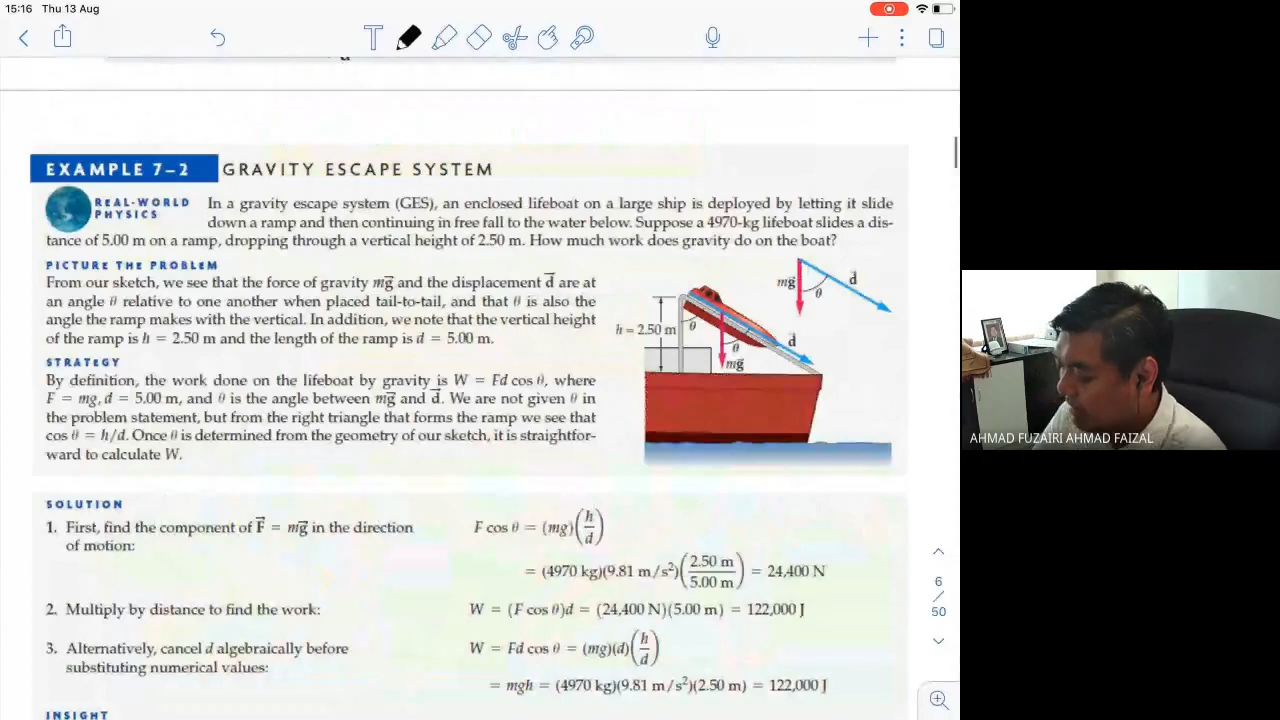 15:16 Thu 13 Aug
T
EXAMPLE 7–2 GRAVITY ESCAPE SYSTEM
REAL-WORLD PHYSICS
In a gravity escape system (GES), an enclosed lifeboat on a large ship is deployed by letting it slide
down a ramp and then continuing in free fall to the water below. Suppose a 4970-kg lifeboat slides a dis-
tance of 5.00 m on a ramp, dropping through a vertical height of 2.50 m. How much work does gravity do on the boat?
PICTURE THE PROBLEM
From our sketch, we see that the force of gravity mg⃗ and the displacement d⃗ are at
an angle θ relative to one another when placed tail-to-tail, and that θ is also the
angle the ramp makes with the vertical. In addition, we note that the vertical height
of the ramp is h = 2.50 m and the length of the ramp is d = 5.00 m.
STRATEGY
By definition, the work done on the lifeboat by gravity is W = Fd cos θ, where
F = mg, d = 5.00 m, and θ is the angle between mg⃗ and d⃗. We are not given θ in
the problem statement, but from the right triangle that forms the ramp we see that
cos θ = h/d. Once θ is determined from the geometry of our sketch, it is straightfor-
ward to calculate W.
mg⃗
θ
d⃗
h = 2.50 m
θ
d⃗
θ
mg⃗
SOLUTION
1. First, find the component of F⃗ = mg⃗ in the direction
of motion:
F cos θ = (mg)(h/d)
= (4970 kg)(9.81 m/s²)(2.50 m/5.00 m) = 24,400 N
2. Multiply by distance to find the work:
W = (F cos θ)d = (24,400 N)(5.00 m) = 122,000 J
3. Alternatively, cancel d algebraically before
substituting numerical values:
W = Fd cos θ = (mg)(d)(h/d)
= mgh = (4970 kg)(9.81 m/s²)(2.50 m) = 122,000 J
INSIGHT
6
/
50
AHMAD FUZAIRI AHMAD FAIZAL